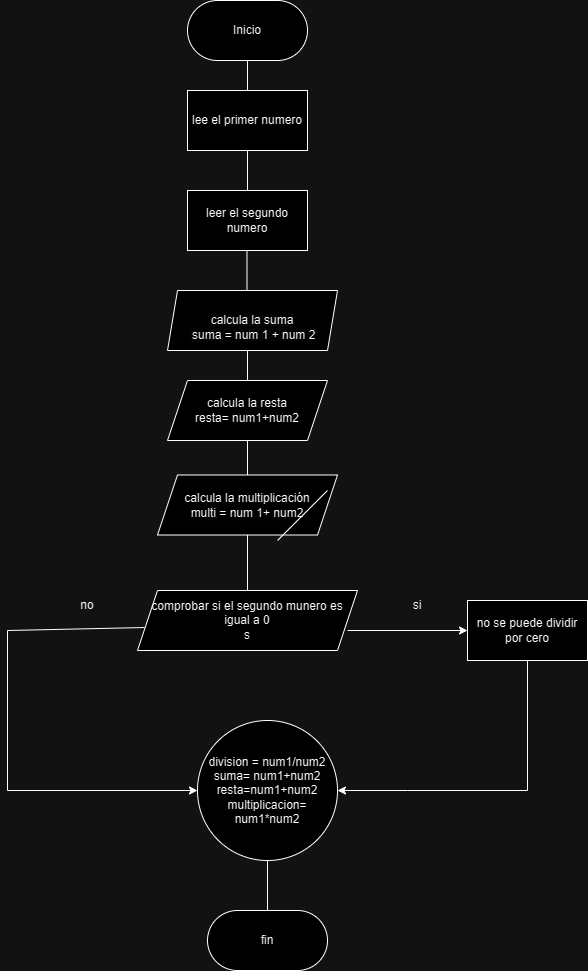 Inicio
lee el primer numero
leer el segundo
numero
calcula la suma
suma = num 1 + num 2
calcula la resta
resta= num1+num2
calcula la multiplicación
multi = num 1+ num2
no
comprobar si el segundo munero es
igual a 0
s
si
no se puede dividir
por cero
division = num1/num2
suma= num1+num2
resta=num1+num2
multiplicacion=
num1*num2
fin